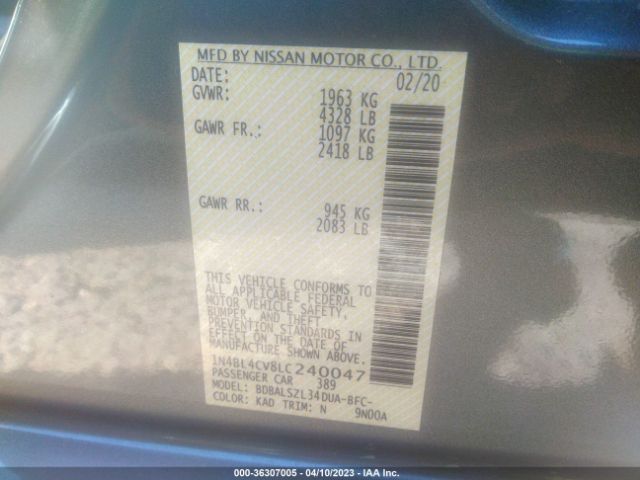 MFD BY NISSAN MOTOR CO., LTD.
DATE: 02/20
GVWR: 1963 KG
4328 LB
GAWR FR.: 1097 KG
2418 LB
GAWR RR.: 945 KG
2083 LB
THIS VEHICLE CONFORMS TO
ALL APPLICABLE FEDERAL
MOTOR VEHICLE SAFETY,
BUMPER, AND THEFT
PREVENTION STANDARDS IN
EFFECT ON THE DATE OF
MANUFACTURE SHOWN ABOVE.
1N4BL4CV8LC240047
PASSENGER CAR 389
MODEL: BDBALSZL34DUA-BFC-
COLOR: KAD TRIM: N 9N00A
000-36307005 - 04/10/2023 - IAA Inc.